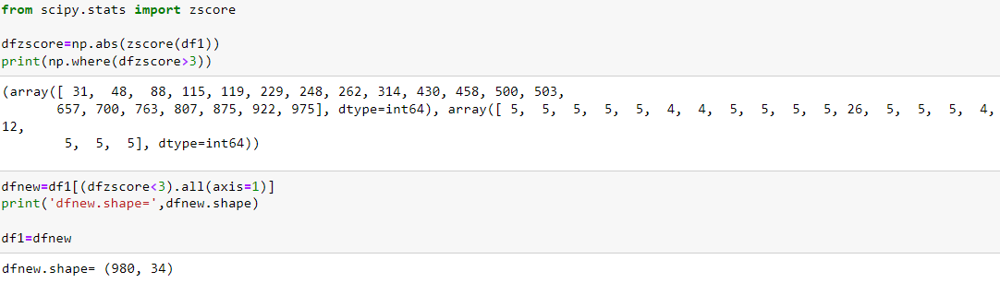 from scipy.stats import zscore
dfzscore=np.abs(zscore(df1))
print(np.where(dfzscore>3))
(array([ 31,  48,  88, 115, 119, 229, 248, 262, 314, 430, 458, 500, 503,
       657, 700, 763, 807, 875, 922, 975], dtype=int64), array([ 5,  5,  5,  5,  5,  4,  4,  5,  5,  5,  5, 26,  5,  5,  5,  4,
12,
        5,  5,  5], dtype=int64))
dfnew=df1[(dfzscore<3).all(axis=1)]
print('dfnew.shape=',dfnew.shape)
df1=dfnew
dfnew.shape= (980, 34)